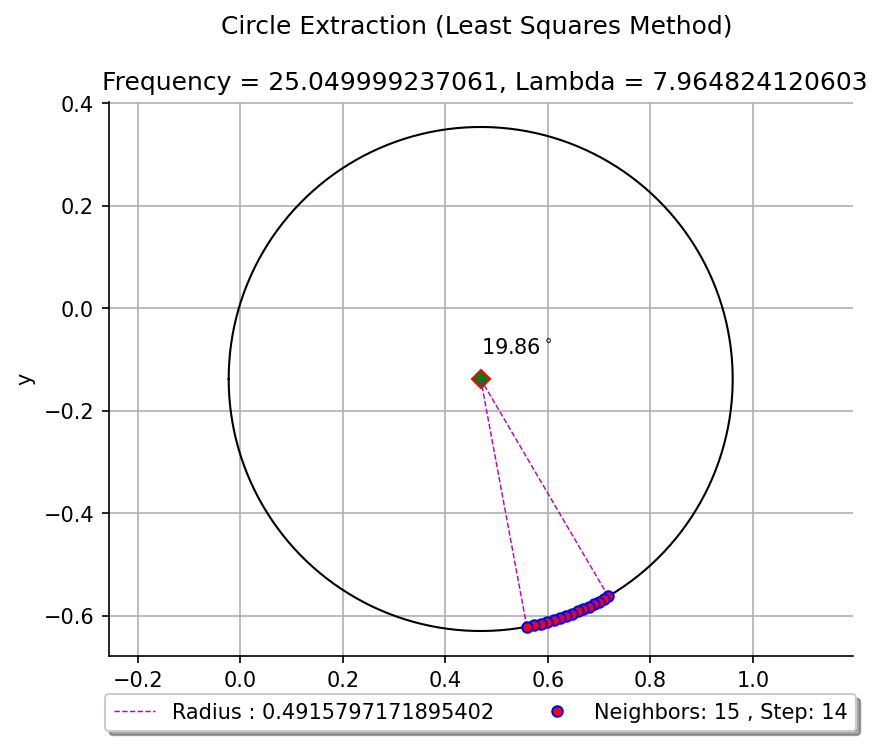 Circle Extraction (Least Squares Method)
Frequency = 25.049999237061, Lambda = 7.964824120603
0.4
0.2
0.0
−0.2
−0.4
−0.6
y
19.86°
−0.2 0.0 0.2 0.4 0.6 0.8 1.0
Radius : 0.4915797171895402 Neighbors: 15 , Step: 14